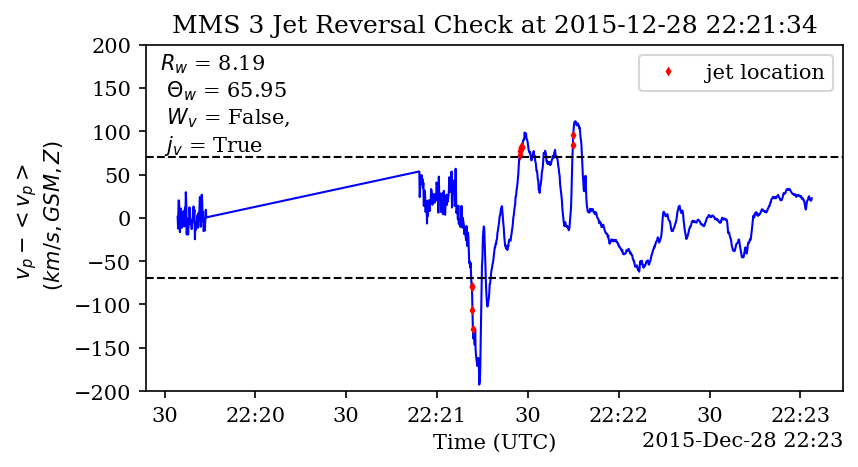 MMS 3 Jet Reversal Check at 2015-12-28 22:21:34
R_w = 8.19
Θ_w = 65.95
W_v = False,
j_v = True
jet location
200
150
100
50
0
−50
−100
−150
−200
v_p − < v_p >
(km/s, GSM, Z)
30 22:20 30 22:21 30 22:22 30 22:23
Time (UTC)
2015-Dec-28 22:23